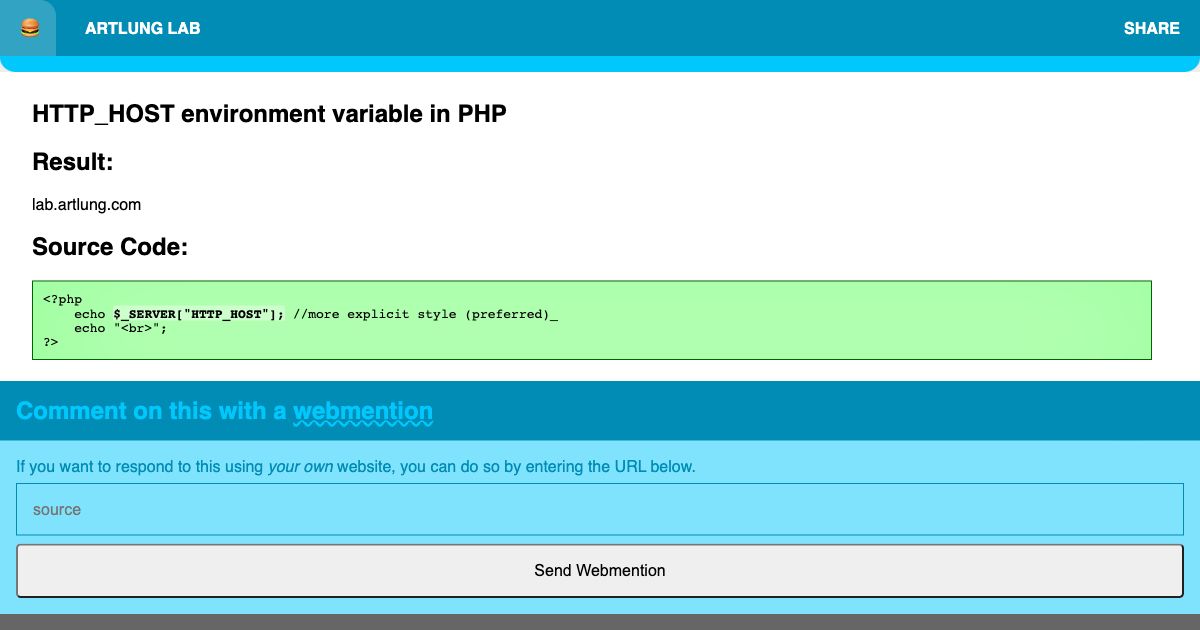 ARTLUNG LAB
SHARE
HTTP_HOST environment variable in PHP
Result:
lab.artlung.com
Source Code:
<?php
    echo $_SERVER["HTTP_HOST"]; //more explicit style (preferred)_
    echo "<br>";
?>
Comment on this with a webmention
If you want to respond to this using your own website, you can do so by entering the URL below.
source
Send Webmention